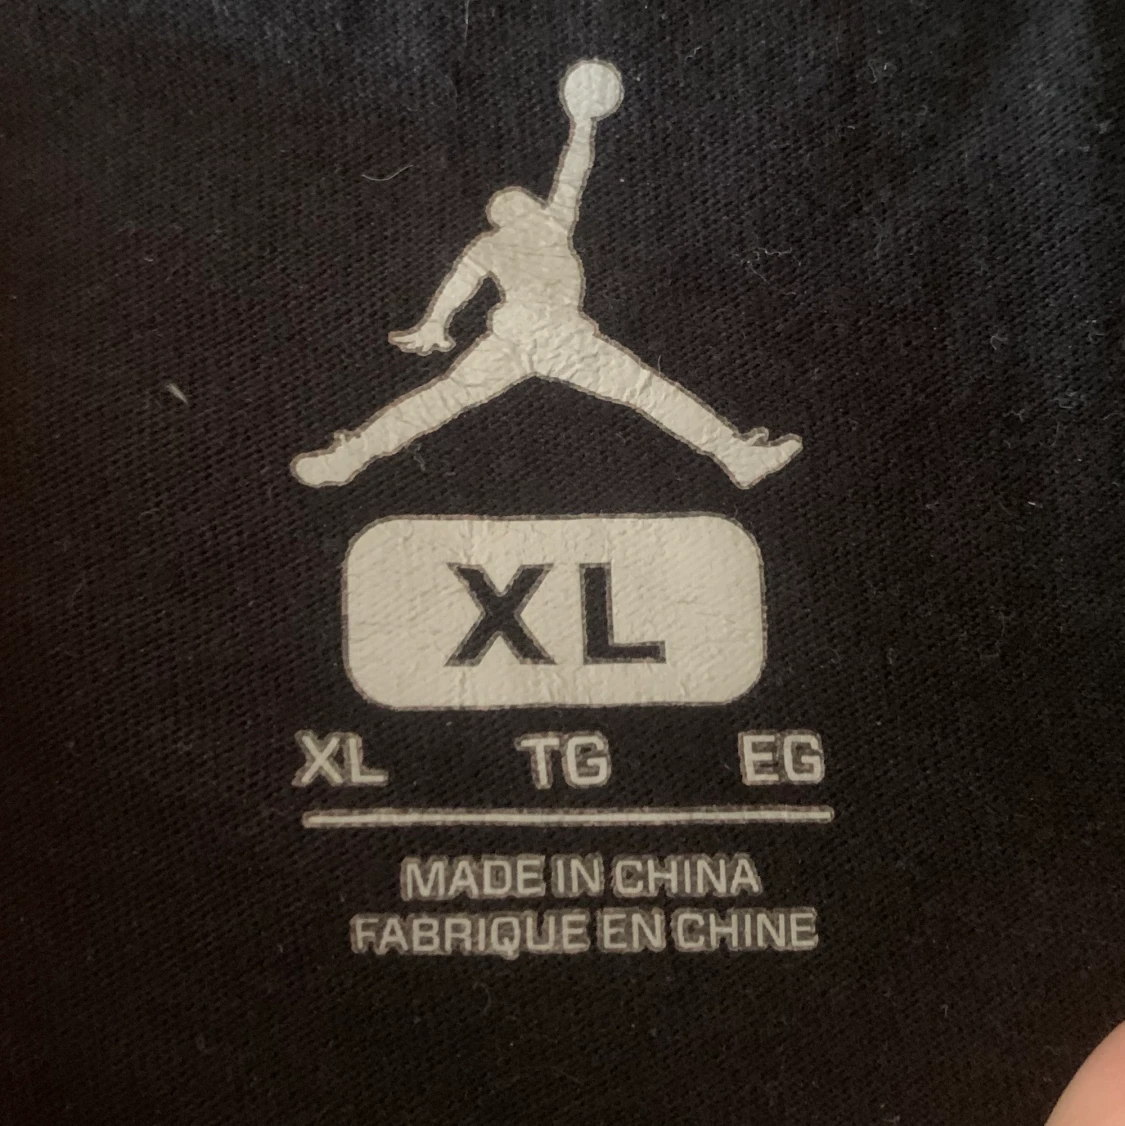 XL
XL TG EG
MADE IN CHINA
FABRIQUE EN CHINE